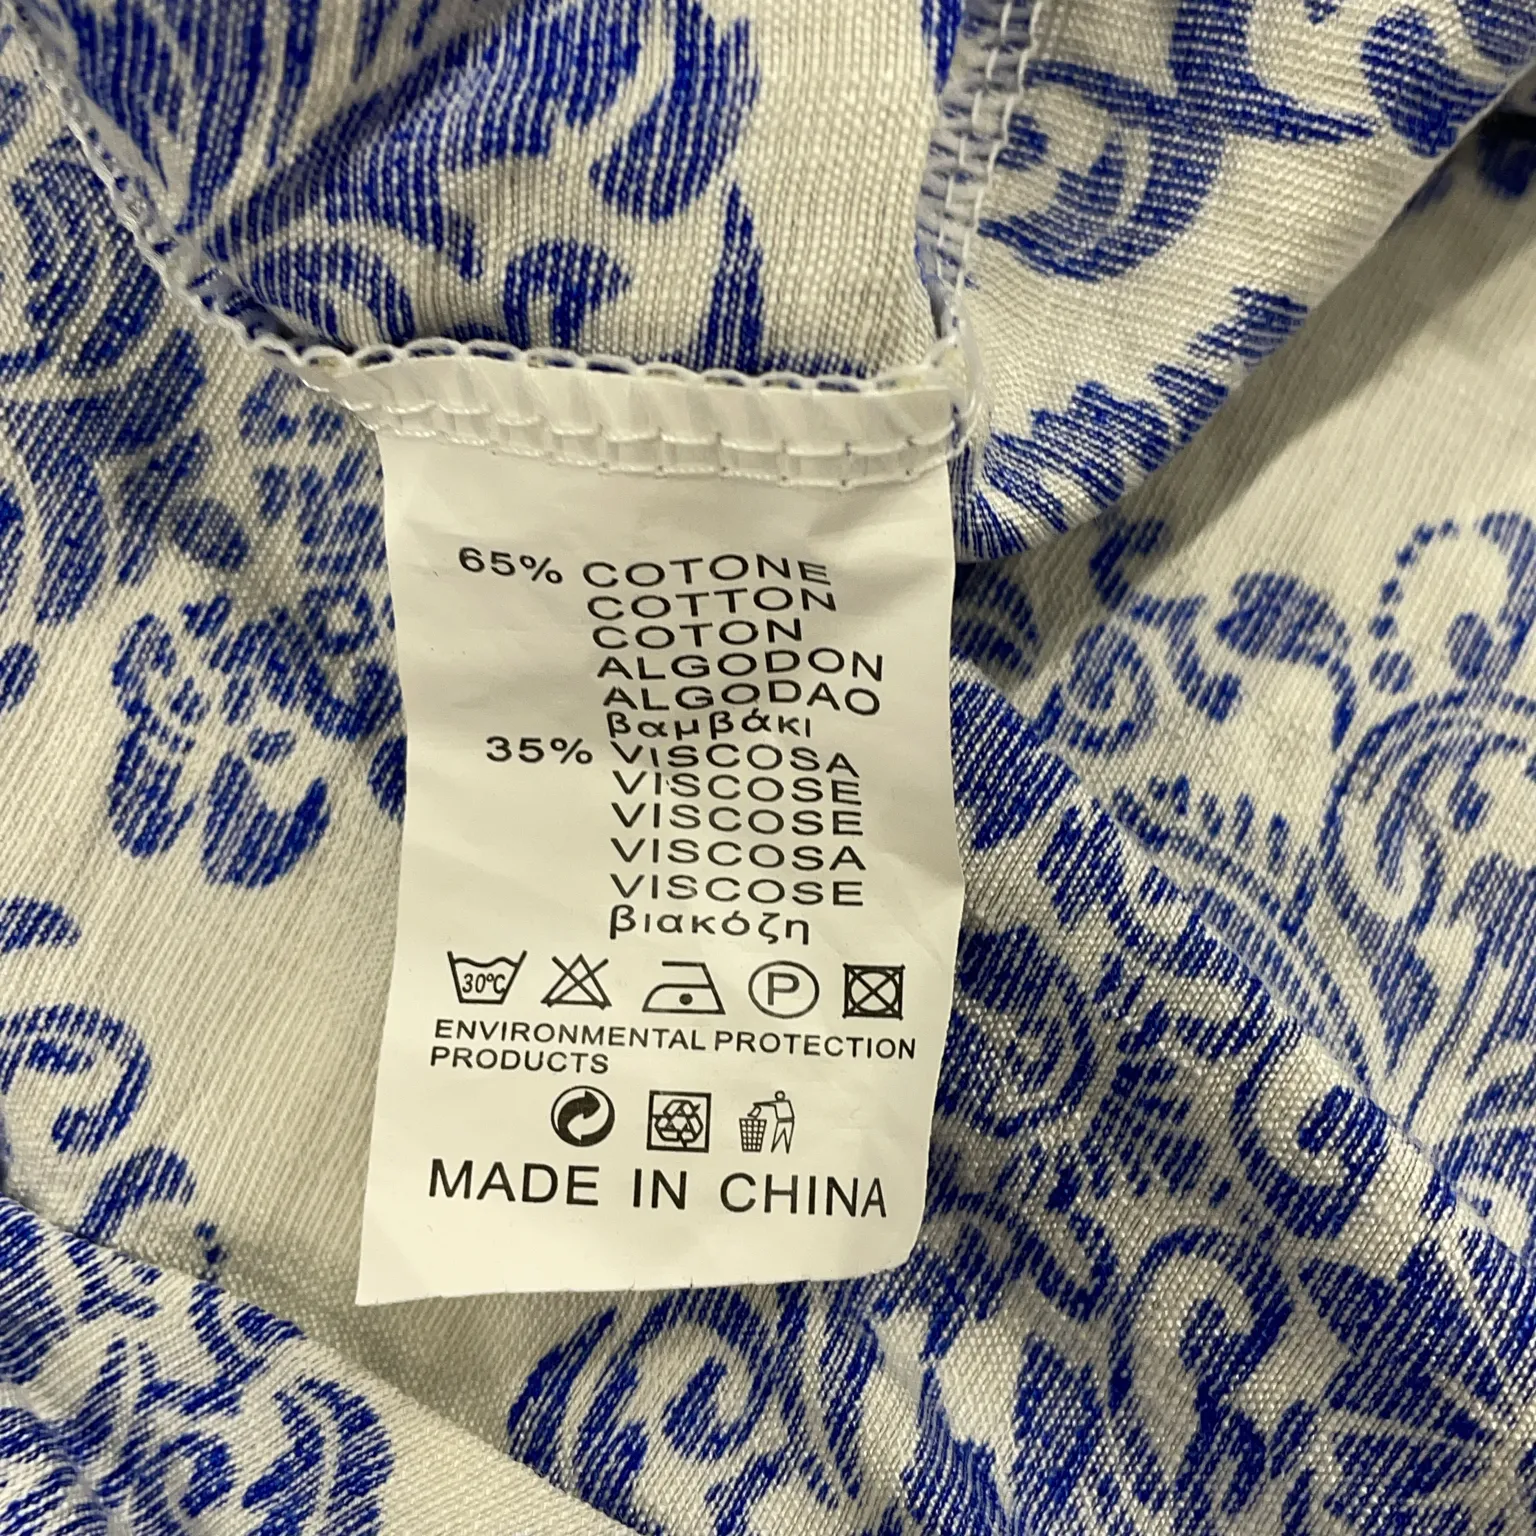 65% COTONE
COTTON
COTON
ALGODON
ALGODAO
βαμβάκι
35% VISCOSA
VISCOSE
VISCOSE
VISCOSA
VISCOSE
βιακόζη
30°C P
ENVIRONMENTAL PROTECTION
PRODUCTS
MADE IN CHINA